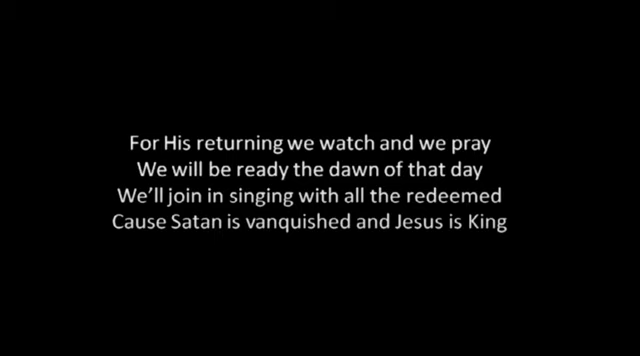 For His returning we watch and we pray
We will be ready the dawn of that day
We'll join in singing with all the redeemed
Cause Satan is vanquished and Jesus is King